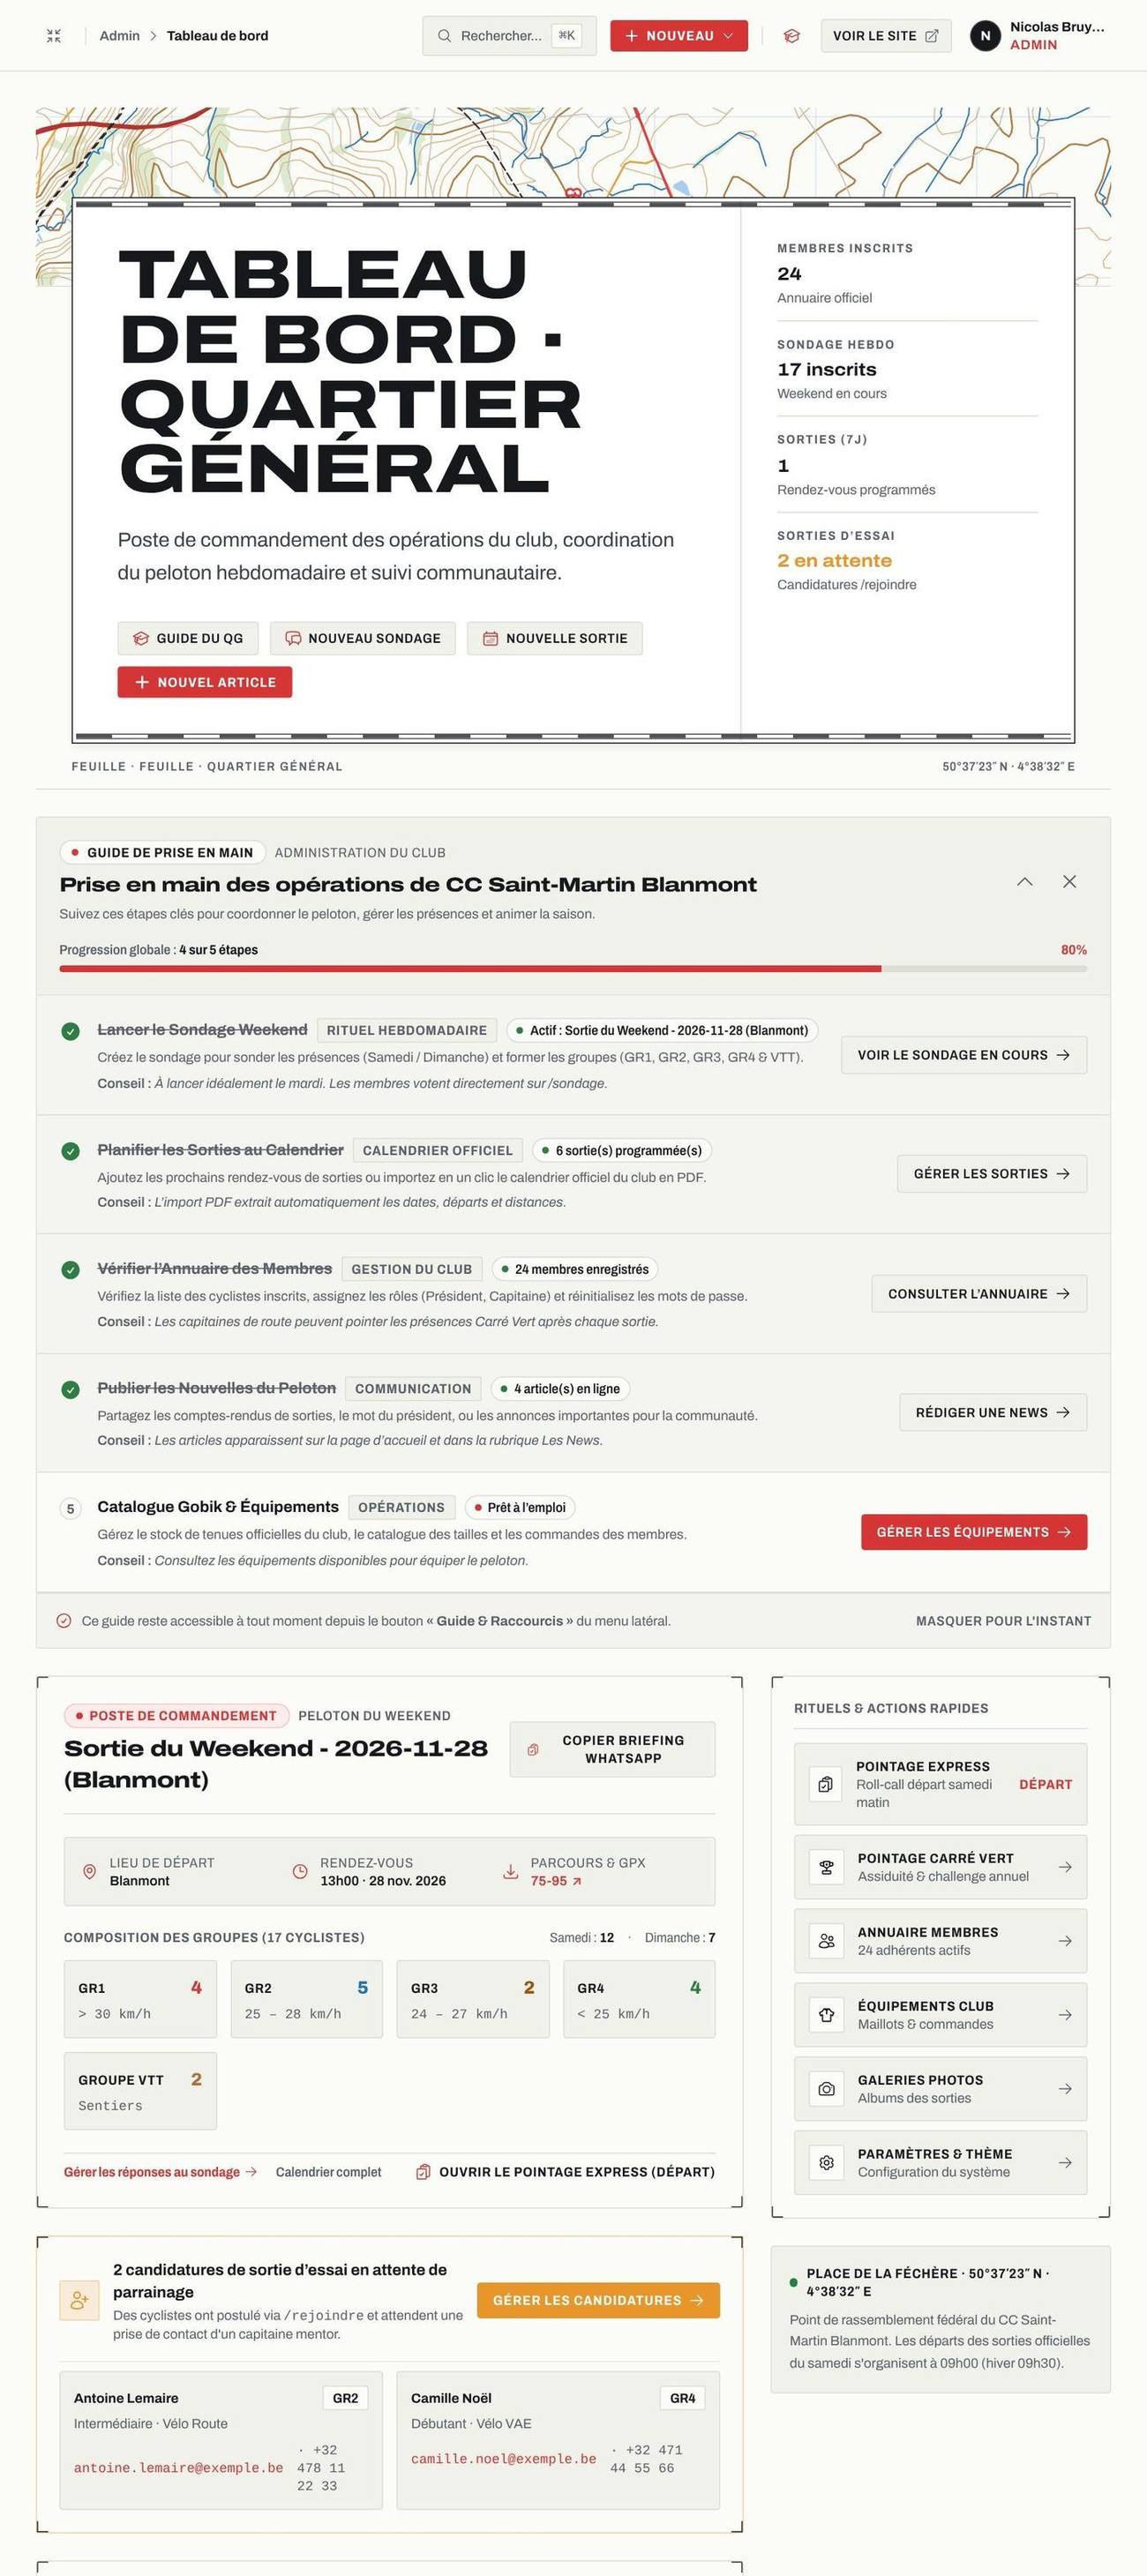 Admin > Tableau de bord
Rechercher... ⌘K
+ NOUVEAU
VOIR LE SITE
N
Nicolas Bruy...
ADMIN
TABLEAU
DE BORD ·
QUARTIER
GÉNÉRAL
Poste de commandement des opérations du club, coordination
du peloton hebdomadaire et suivi communautaire.
GUIDE DU QG
NOUVEAU SONDAGE
NOUVELLE SORTIE
+ NOUVEL ARTICLE
MEMBRES INSCRITS
24
Annuaire officiel
SONDAGE HEBDO
17 inscrits
Weekend en cours
SORTIES (7J)
1
Rendez-vous programmés
SORTIES D'ESSAI
2 en attente
Candidatures /rejoindre
FEUILLE · FEUILLE · QUARTIER GÉNÉRAL
50°37′23″ N · 4°38′32″ E
GUIDE DE PRISE EN MAIN ADMINISTRATION DU CLUB
Prise en main des opérations de CC Saint-Martin Blanmont
Suivez ces étapes clés pour coordonner le peloton, gérer les présences et animer la saison.
Progression globale : 4 sur 5 étapes
80%
Lancer le Sondage Weekend RITUEL HEBDOMADAIRE Actif : Sortie du Weekend - 2026-11-28 (Blanmont)
Créez le sondage pour sonder les présences (Samedi / Dimanche) et former les groupes (GR1, GR2, GR3, GR4 & VTT).
Conseil : À lancer idéalement le mardi. Les membres votent directement sur /sondage.
VOIR LE SONDAGE EN COURS →
Planifier les Sorties au Calendrier CALENDRIER OFFICIEL 6 sortie(s) programmée(s)
Ajoutez les prochains rendez-vous de sorties ou importez en un clic le calendrier officiel du club en PDF.
Conseil : L'import PDF extrait automatiquement les dates, départs et distances.
GÉRER LES SORTIES →
Vérifier l'Annuaire des Membres GESTION DU CLUB 24 membres enregistrés
Vérifiez la liste des cyclistes inscrits, assignez les rôles (Président, Capitaine) et réinitialisez les mots de passe.
Conseil : Les capitaines de route peuvent pointer les présences Carré Vert après chaque sortie.
CONSULTER L'ANNUAIRE →
Publier les Nouvelles du Peloton COMMUNICATION 4 article(s) en ligne
Partagez les comptes-rendus de sorties, le mot du président, ou les annonces importantes pour la communauté.
Conseil : Les articles apparaissent sur la page d'accueil et dans la rubrique Les News.
RÉDIGER UNE NEWS →
5 Catalogue Gobik & Équipements OPÉRATIONS Prêt à l'emploi
Gérez le stock de tenues officielles du club, le catalogue des tailles et les commandes des membres.
Conseil : Consultez les équipements disponibles pour équiper le peloton.
GÉRER LES ÉQUIPEMENTS →
Ce guide reste accessible à tout moment depuis le bouton « Guide & Raccourcis » du menu latéral.
MASQUER POUR L'INSTANT
POSTE DE COMMANDEMENT PELOTON DU WEEKEND
Sortie du Weekend - 2026-11-28
(Blanmont)
COPIER BRIEFING
WHATSAPP
LIEU DE DÉPART
Blanmont
RENDEZ-VOUS
13h00 · 28 nov. 2026
PARCOURS & GPX
75-95 ↗
COMPOSITION DES GROUPES (17 CYCLISTES)
Samedi : 12 · Dimanche : 7
GR1 4
> 30 km/h
GR2 5
25 – 28 km/h
GR3 2
24 – 27 km/h
GR4 4
< 25 km/h
GROUPE VTT 2
Sentiers
Gérer les réponses au sondage →
Calendrier complet
OUVRIR LE POINTAGE EXPRESS (DÉPART)
RITUELS & ACTIONS RAPIDES
POINTAGE EXPRESS
Roll-call départ samedi
matin
DÉPART
POINTAGE CARRÉ VERT
Assiduité & challenge annuel
ANNUAIRE MEMBRES
24 adhérents actifs
ÉQUIPEMENTS CLUB
Maillots & commandes
GALERIES PHOTOS
Albums des sorties
PARAMÈTRES & THÈME
Configuration du système
2 candidatures de sortie d'essai en attente de
parrainage
Des cyclistes ont postulé via /rejoindre et attendent une
prise de contact d'un capitaine mentor.
GÉRER LES CANDIDATURES →
Antoine Lemaire GR2
Intermédiaire · Vélo Route
antoine.lemaire@exemple.be
· +32
478 11
22 33
Camille Noël GR4
Débutant · Vélo VAE
camille.noel@exemple.be
· +32 471
44 55 66
PLACE DE LA FÉCHÈRE · 50°37′23″ N ·
4°38′32″ E
Point de rassemblement fédéral du CC Saint-
Martin Blanmont. Les départs des sorties officielles
du samedi s'organisent à 09h00 (hiver 09h30).